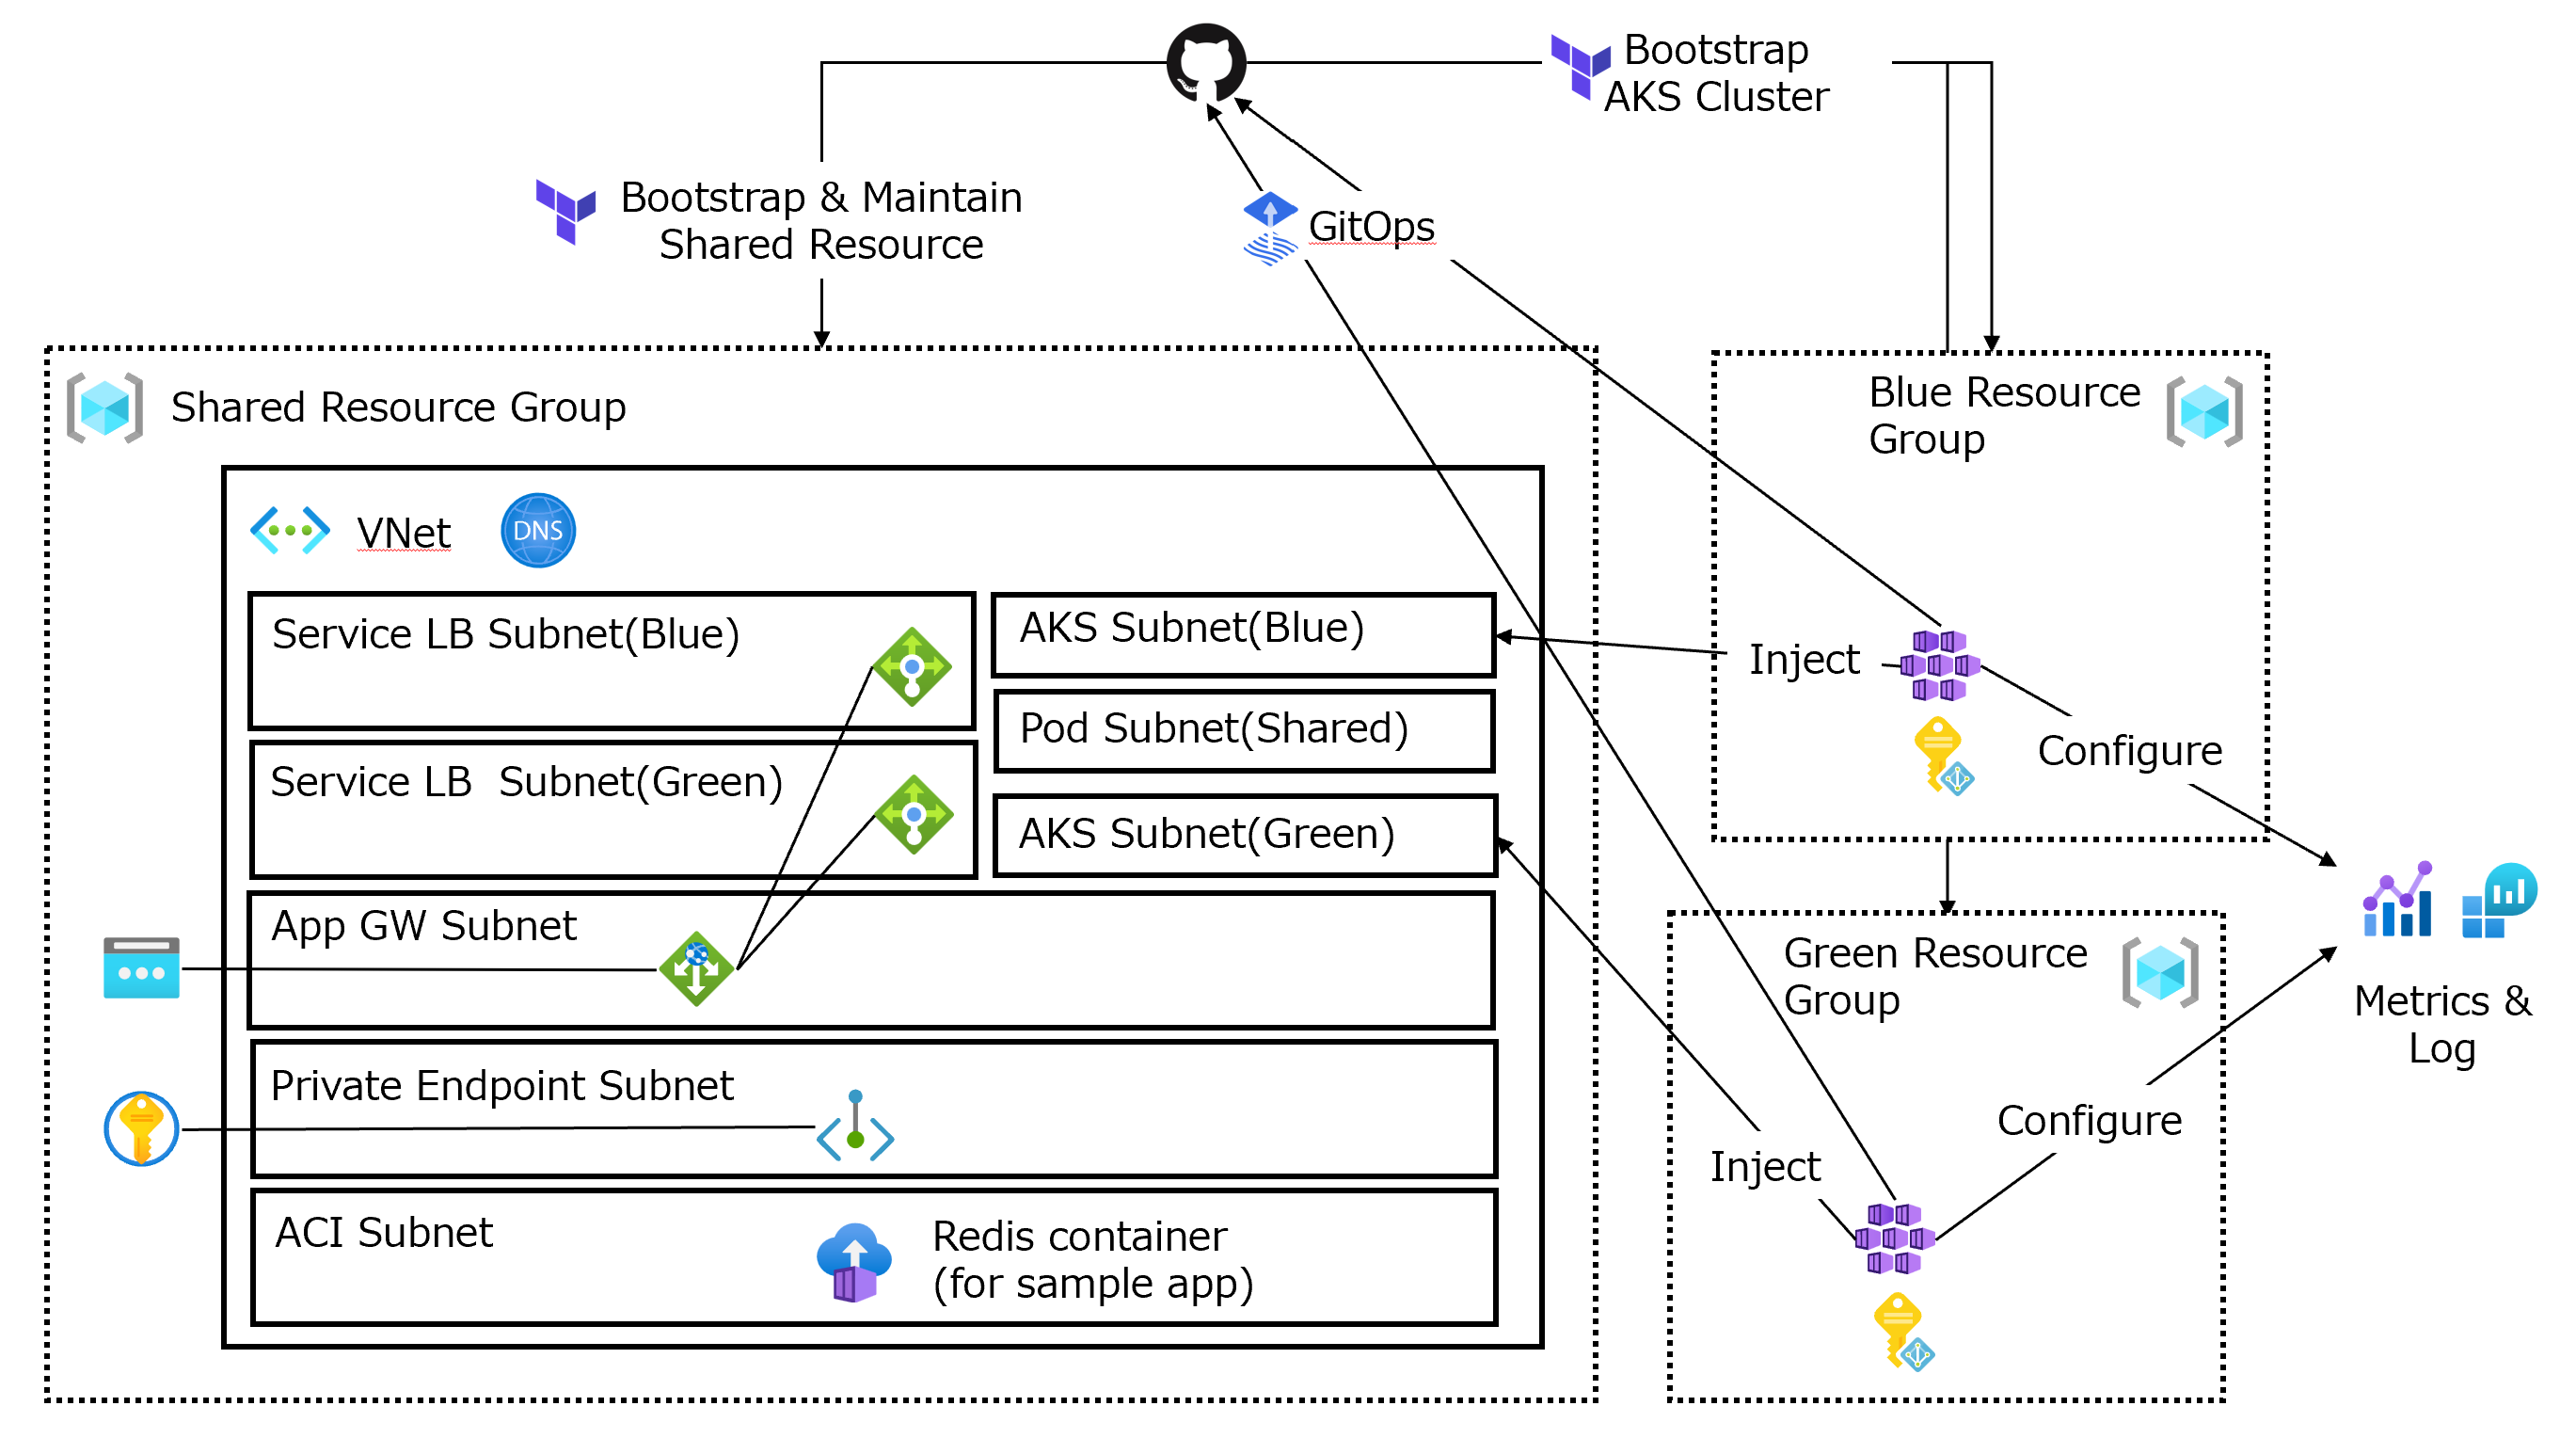 Bootstrap
AKS Cluster
Bootstrap & Maintain
Shared Resource
GitOps
Shared Resource Group
Blue Resource
Group
VNet
DNS
Service LB Subnet(Blue)
AKS Subnet(Blue)
Inject
Pod Subnet(Shared)
Configure
Service LB  Subnet(Green)
AKS Subnet(Green)
App GW Subnet
Green Resource
Group
Metrics &
Log
Private Endpoint Subnet
Configure
Inject
ACI Subnet
Redis container
(for sample app)